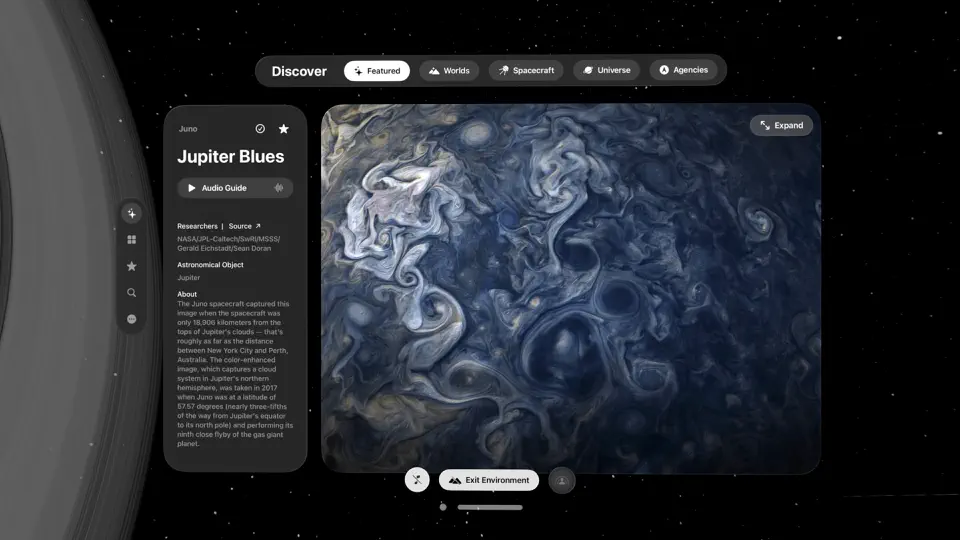 Discover
Featured
Worlds
Spacecraft
Universe
Agencies
Juno
Jupiter Blues
Audio Guide
Researchers | Source ↗
NASA/JPL-Caltech/SwRI/MSSS/
Gerald Eichstadt/Sean Doran
Astronomical Object
Jupiter
About
The Juno spacecraft captured this
image when the spacecraft was
only 18,906 kilometers from the
tops of Jupiter's clouds — that's
roughly as far as the distance
between New York City and Perth,
Australia. The color-enhanced
image, which captures a cloud
system in Jupiter's northern
hemisphere, was taken in 2017
when Juno was at a latitude of
57.57 degrees (nearly three-fifths
of the way from Jupiter's equator
to its north pole) and performing its
ninth close flyby of the gas giant
planet.
Expand
Exit Environment